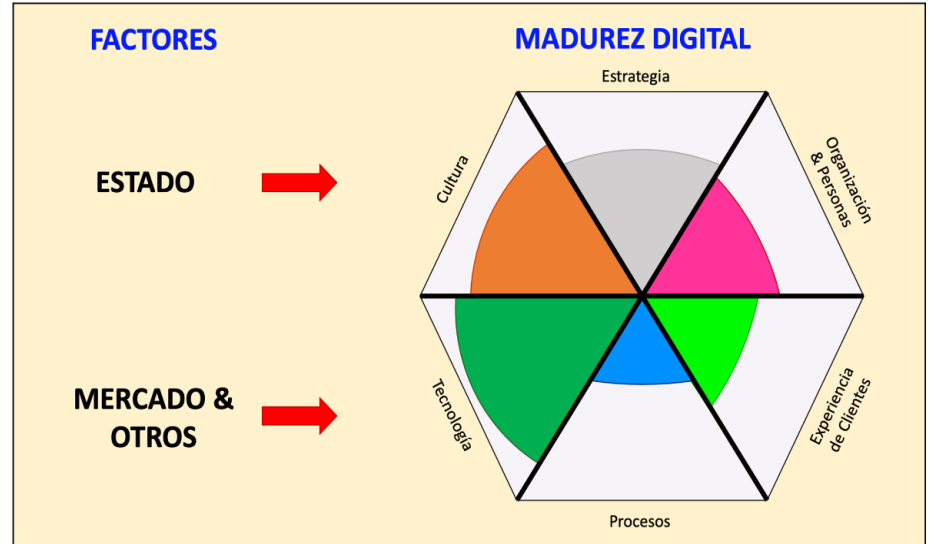 FACTORES
MADUREZ DIGITAL
Estrategia
Organización
& Personas
Cultura
ESTADO
MERCADO &
OTROS
Tecnología
Experiencia
de Clientes
Procesos